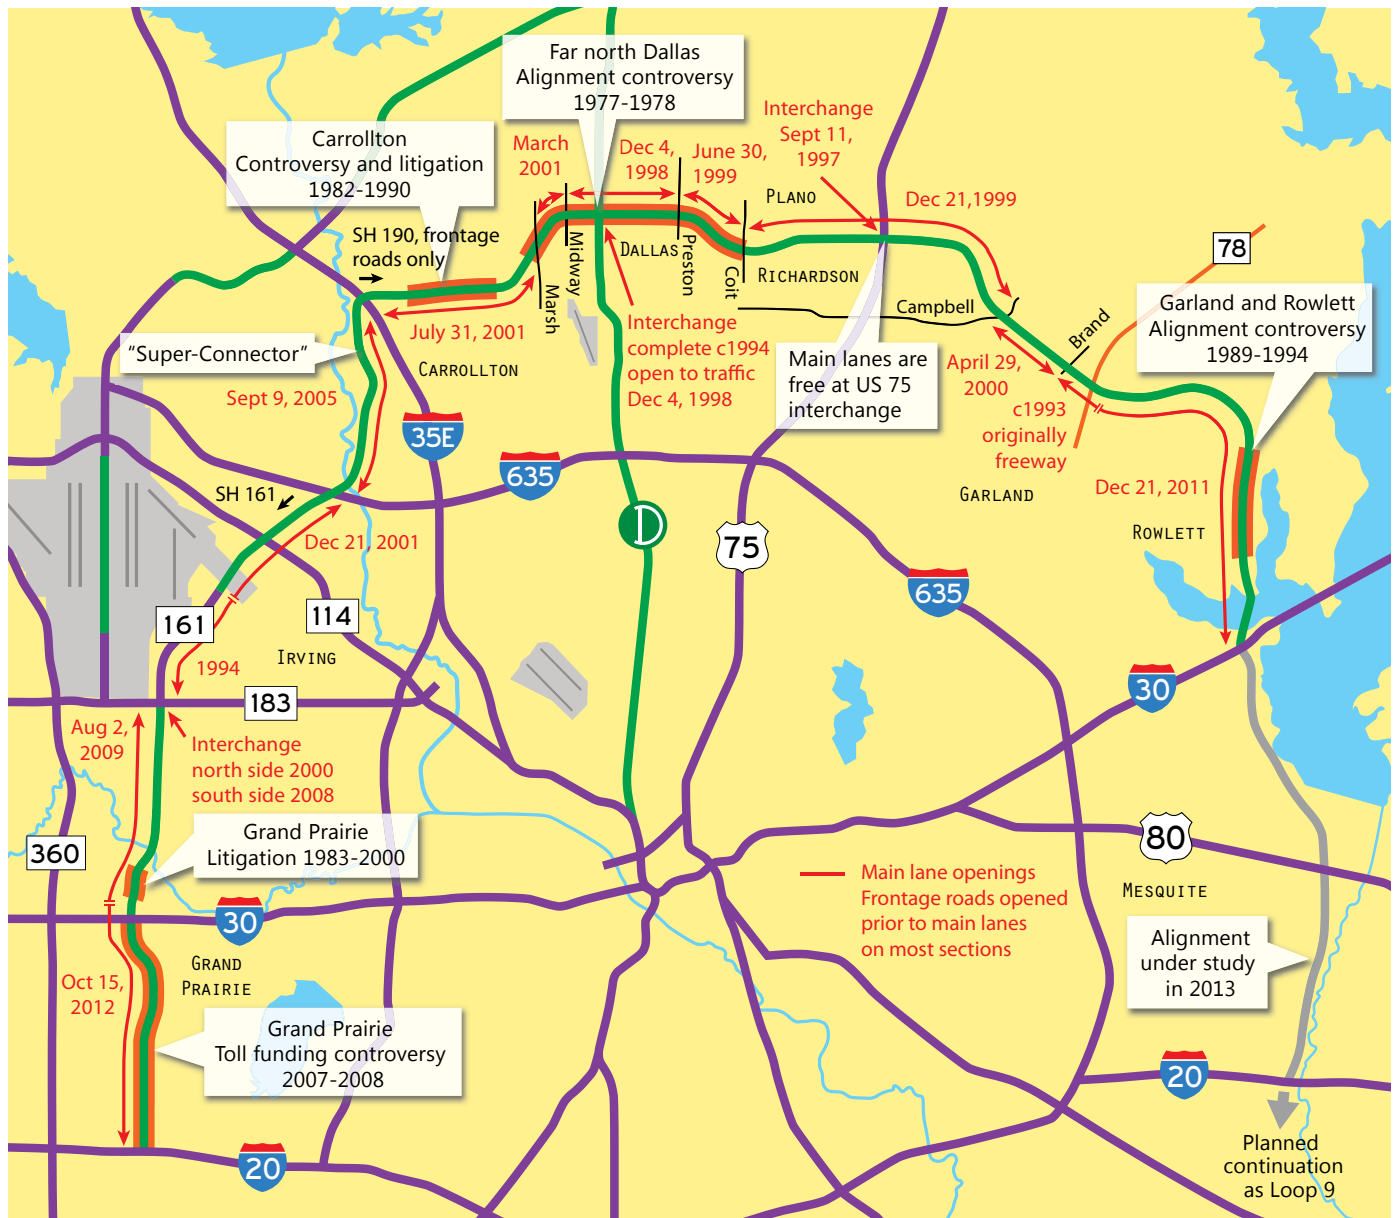 Far north Dallas
Alignment controversy
1977-1978
Carrollton
Controversy and litigation
1982-1990
March
2001
Dec 4,
1998
June 30,
1999
Interchange
Sept 11,
1997
PLANO
Dec 21,1999
SH 190, frontage
roads only
Midway
DALLAS
Preston
Coit
RICHARDSON
Marsh
78
Garland and Rowlett
Alignment controversy
1989-1994
Campbell
Brand
July 31, 2001
Interchange
complete c1994
open to traffic
Dec 4, 1998
Main lanes are
free at US 75
interchange
April 29,
2000
"Super-Connector"
CARROLLTON
Sept 9, 2005
c1993
originally
freeway
35E
635
SH 161
GARLAND
Dec 21, 2011
ROWLETT
Dec 21, 2001
D
75
635
161
114
IRVING
1994
183
30
Aug 2,
2009
Interchange
north side 2000
south side 2008
Grand Prairie
Litigation 1983-2000
360
80
Main lane openings
Frontage roads opened
prior to main lanes
on most sections
MESQUITE
30
GRAND
PRAIRIE
Oct 15,
2012
Alignment
under study
in 2013
Grand Prairie
Toll funding controversy
2007-2008
20
20
Planned
continuation
as Loop 9